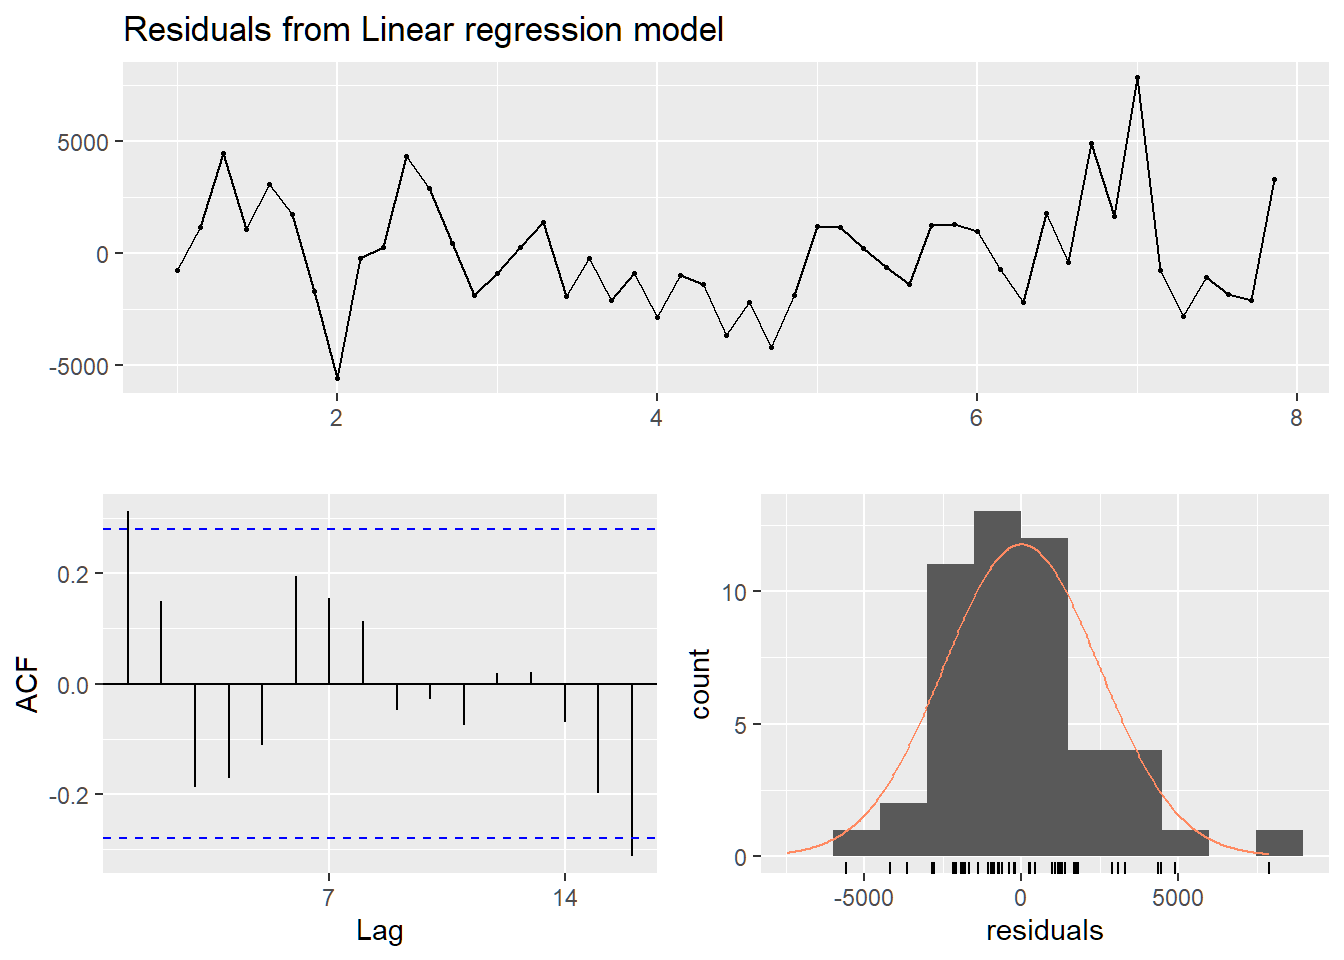 Residuals from Linear regression model
5000
0
-5000
2 4 6 8
ACF
0.2
0.0
-0.2
7 14
Lag
count
10
5
0
-5000 0 5000
residuals